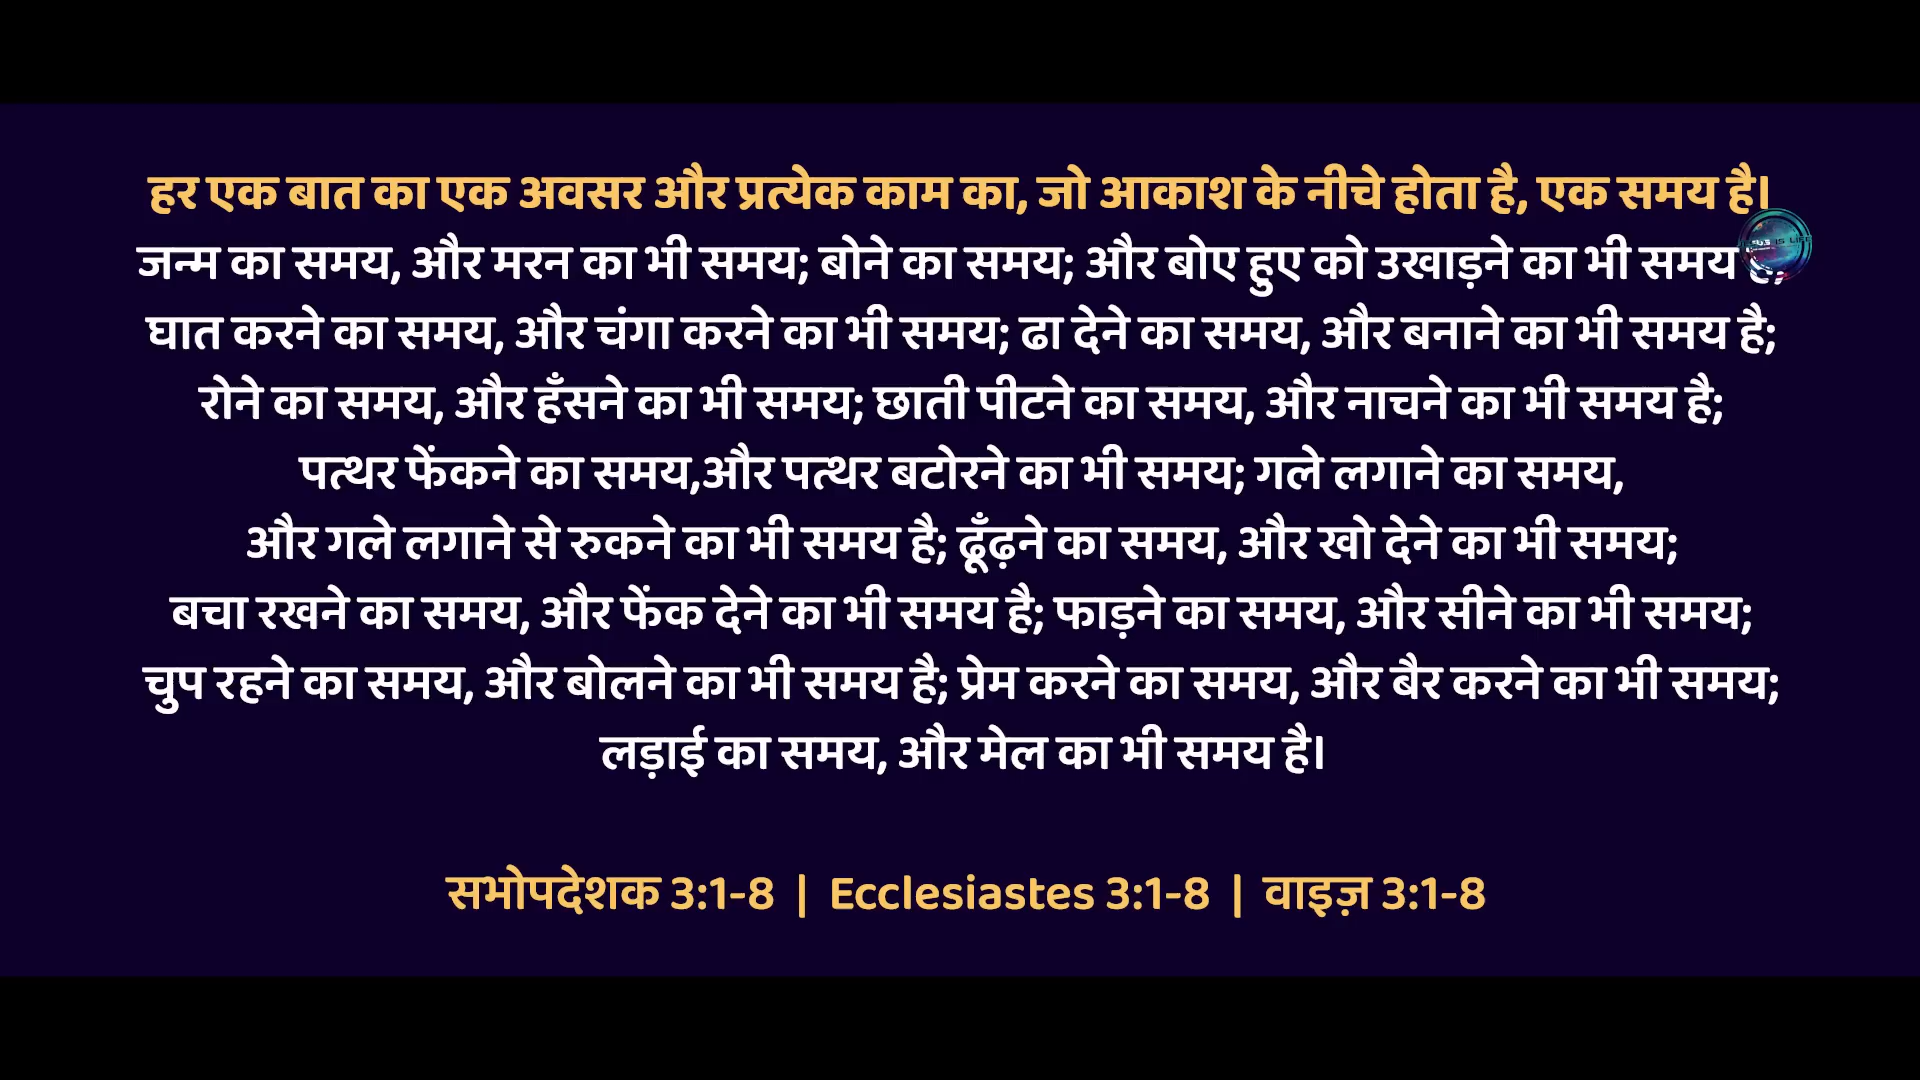 हर एक बात का एक अवसर और प्रत्येक काम का, जो आकाश के नीचे होता है, एक समय है।
जन्म का समय, और मरन का भी समय; बोने का समय; और बोए हुए को उखाड़ने का भी समय है;
घात करने का समय, और चंगा करने का भी समय; ढा देने का समय, और बनाने का भी समय है;
रोने का समय, और हँसने का भी समय; छाती पीटने का समय, और नाचने का भी समय है;
पत्थर फेंकने का समय,और पत्थर बटोरने का भी समय; गले लगाने का समय,
और गले लगाने से रुकने का भी समय है; ढूँढ़ने का समय, और खो देने का भी समय;
बचा रखने का समय, और फेंक देने का भी समय है; फाड़ने का समय, और सीने का भी समय;
चुप रहने का समय, और बोलने का भी समय है; प्रेम करने का समय, और बैर करने का भी समय;
लड़ाई का समय, और मेल का भी समय है।
सभोपदेशक 3:1-8 | Ecclesiastes 3:1-8 | वाइज़ 3:1-8
IS LIFE